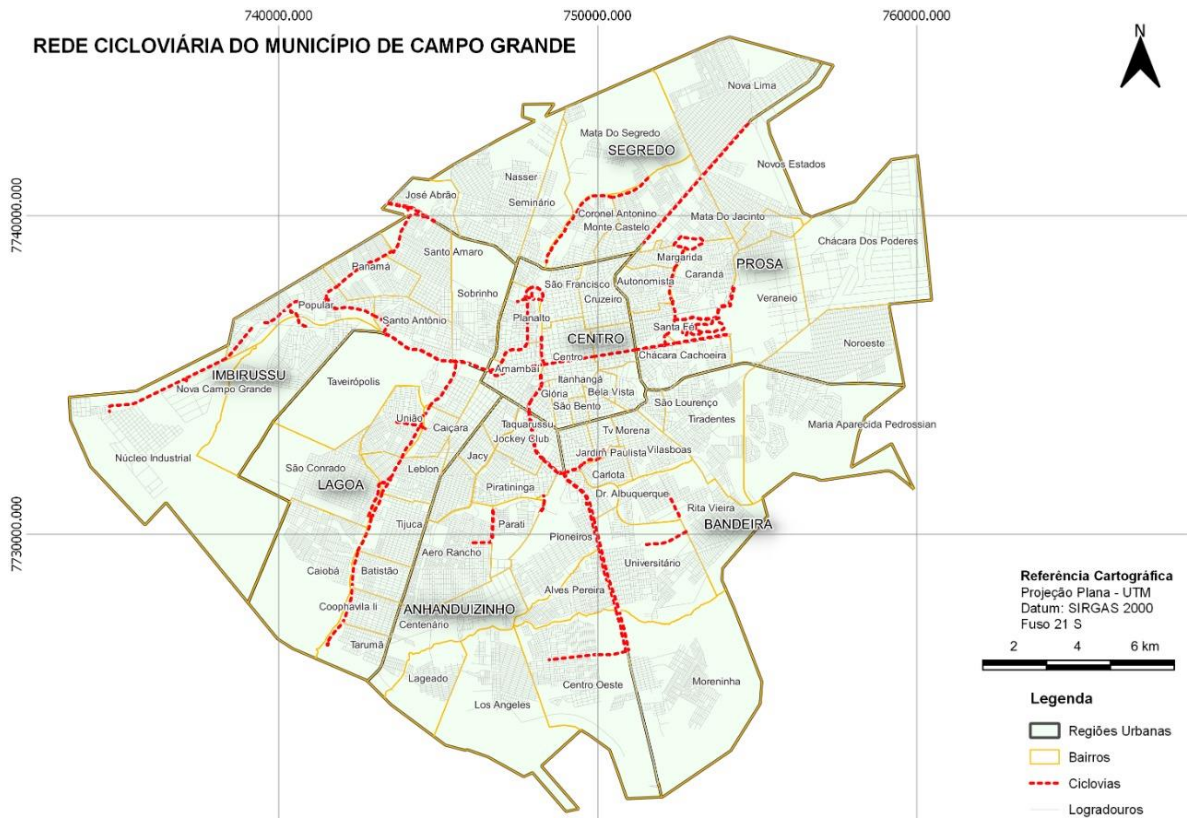 740000.000
750000.000
760000.000
REDE CICLOVIÁRIA DO MUNICÍPIO DE CAMPO GRANDE
N
Nova Lima
Mata Do Segredo
SEGREDO
Novos Estados
7740000.000
Nasser
José Abrão
Seminário
Coronel Antonino
Monte Castelo
Mata Do Jacinto
Chácara Dos Poderes
Santo Amaro
Margarida
PROSA
Panamá
Carandá
Autonomista
São Francisco
Sobrinho
Cruzeiro
Veraneio
Popular
Planalto
Santo Antônio
Santa Fé
CENTRO
Noroeste
Centro
Chácara Cachoeira
Amambaí
IMBIRUSSU
Taveirópolis
Itanhangá
Nova Campo Grande
Glória
Bela Vista
São Bento
São Lourenço
União
Tiradentes
Taquarussu
Caiçara
Tv Morena
Maria Aparecida Pedrossian
Jockey Club
Jardim Paulista
Vilasboas
Núcleo Industrial
Jacy
São Conrado
Leblon
Carlota
LAGOA
Piratininga
Dr. Albuquerque
Rita Vieira
Tijuca
Parati
BANDEIRA
7730000.000
Pioneiros
Aero Rancho
Universitário
Caiobá
Batistão
Alves Pereira
Coophavila Ii
ANHANDUIZINHO
Centenário
Tarumã
Lageado
Centro Oeste
Moreninha
Los Angeles
Referência Cartográfica
Projeção Plana - UTM
Datum: SIRGAS 2000
Fuso 21 S
2 4 6 km
Legenda
Regiões Urbanas
Bairros
Ciclovias
Logradouros